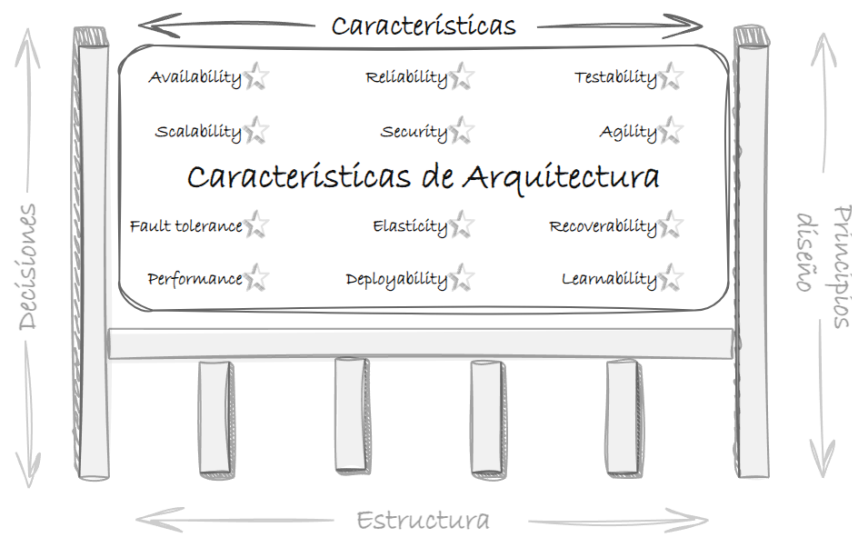 Características
Availability Reliability Testability
Scalability Security Agility
Características de Arquitectura
Fault tolerance Elasticity Recoverability
Performance Deployability Learnability
Decisiones
Principios
diseño
Estructura